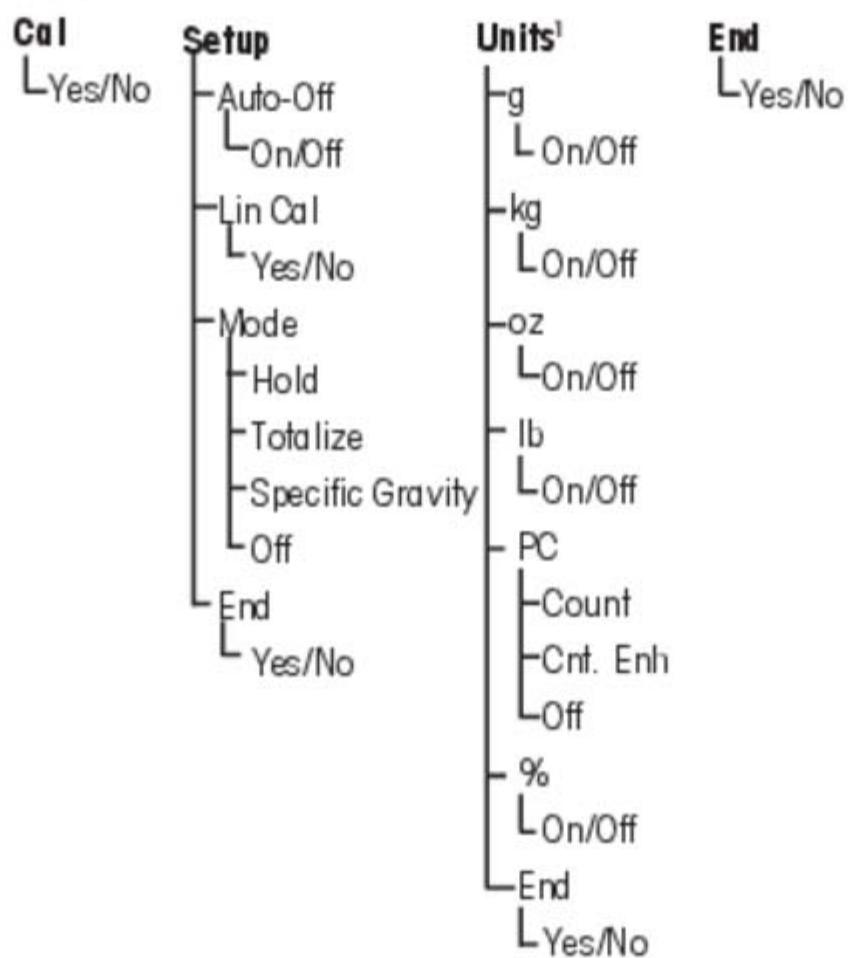 Cal
Yes/No
Setup
Auto-Off
On/Off
Lin Cal
Yes/No
Mode
Hold
Totalize
Specific Gravity
Off
End
Yes/No
Units¹
g
On/Off
kg
On/Off
oz
On/Off
lb
On/Off
PC
Count
Cnt. Enh
Off
%
On/Off
End
Yes/No
End
Yes/No